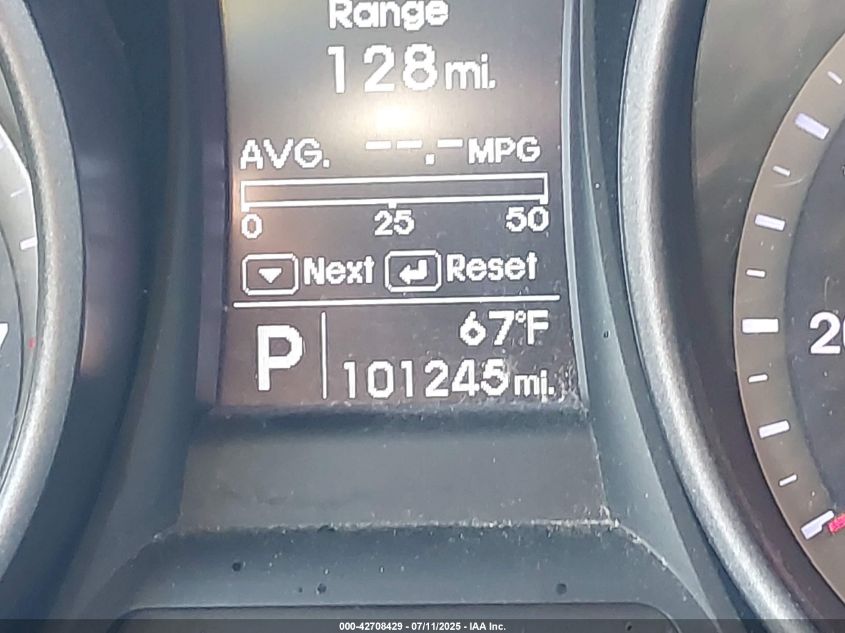 Range
128 mi.
AVG. --.- MPG
0 25 50
Next Reset
67°F
P 101245 mi.
20
000-42708429 - 07/11/2025 - IAA Inc.